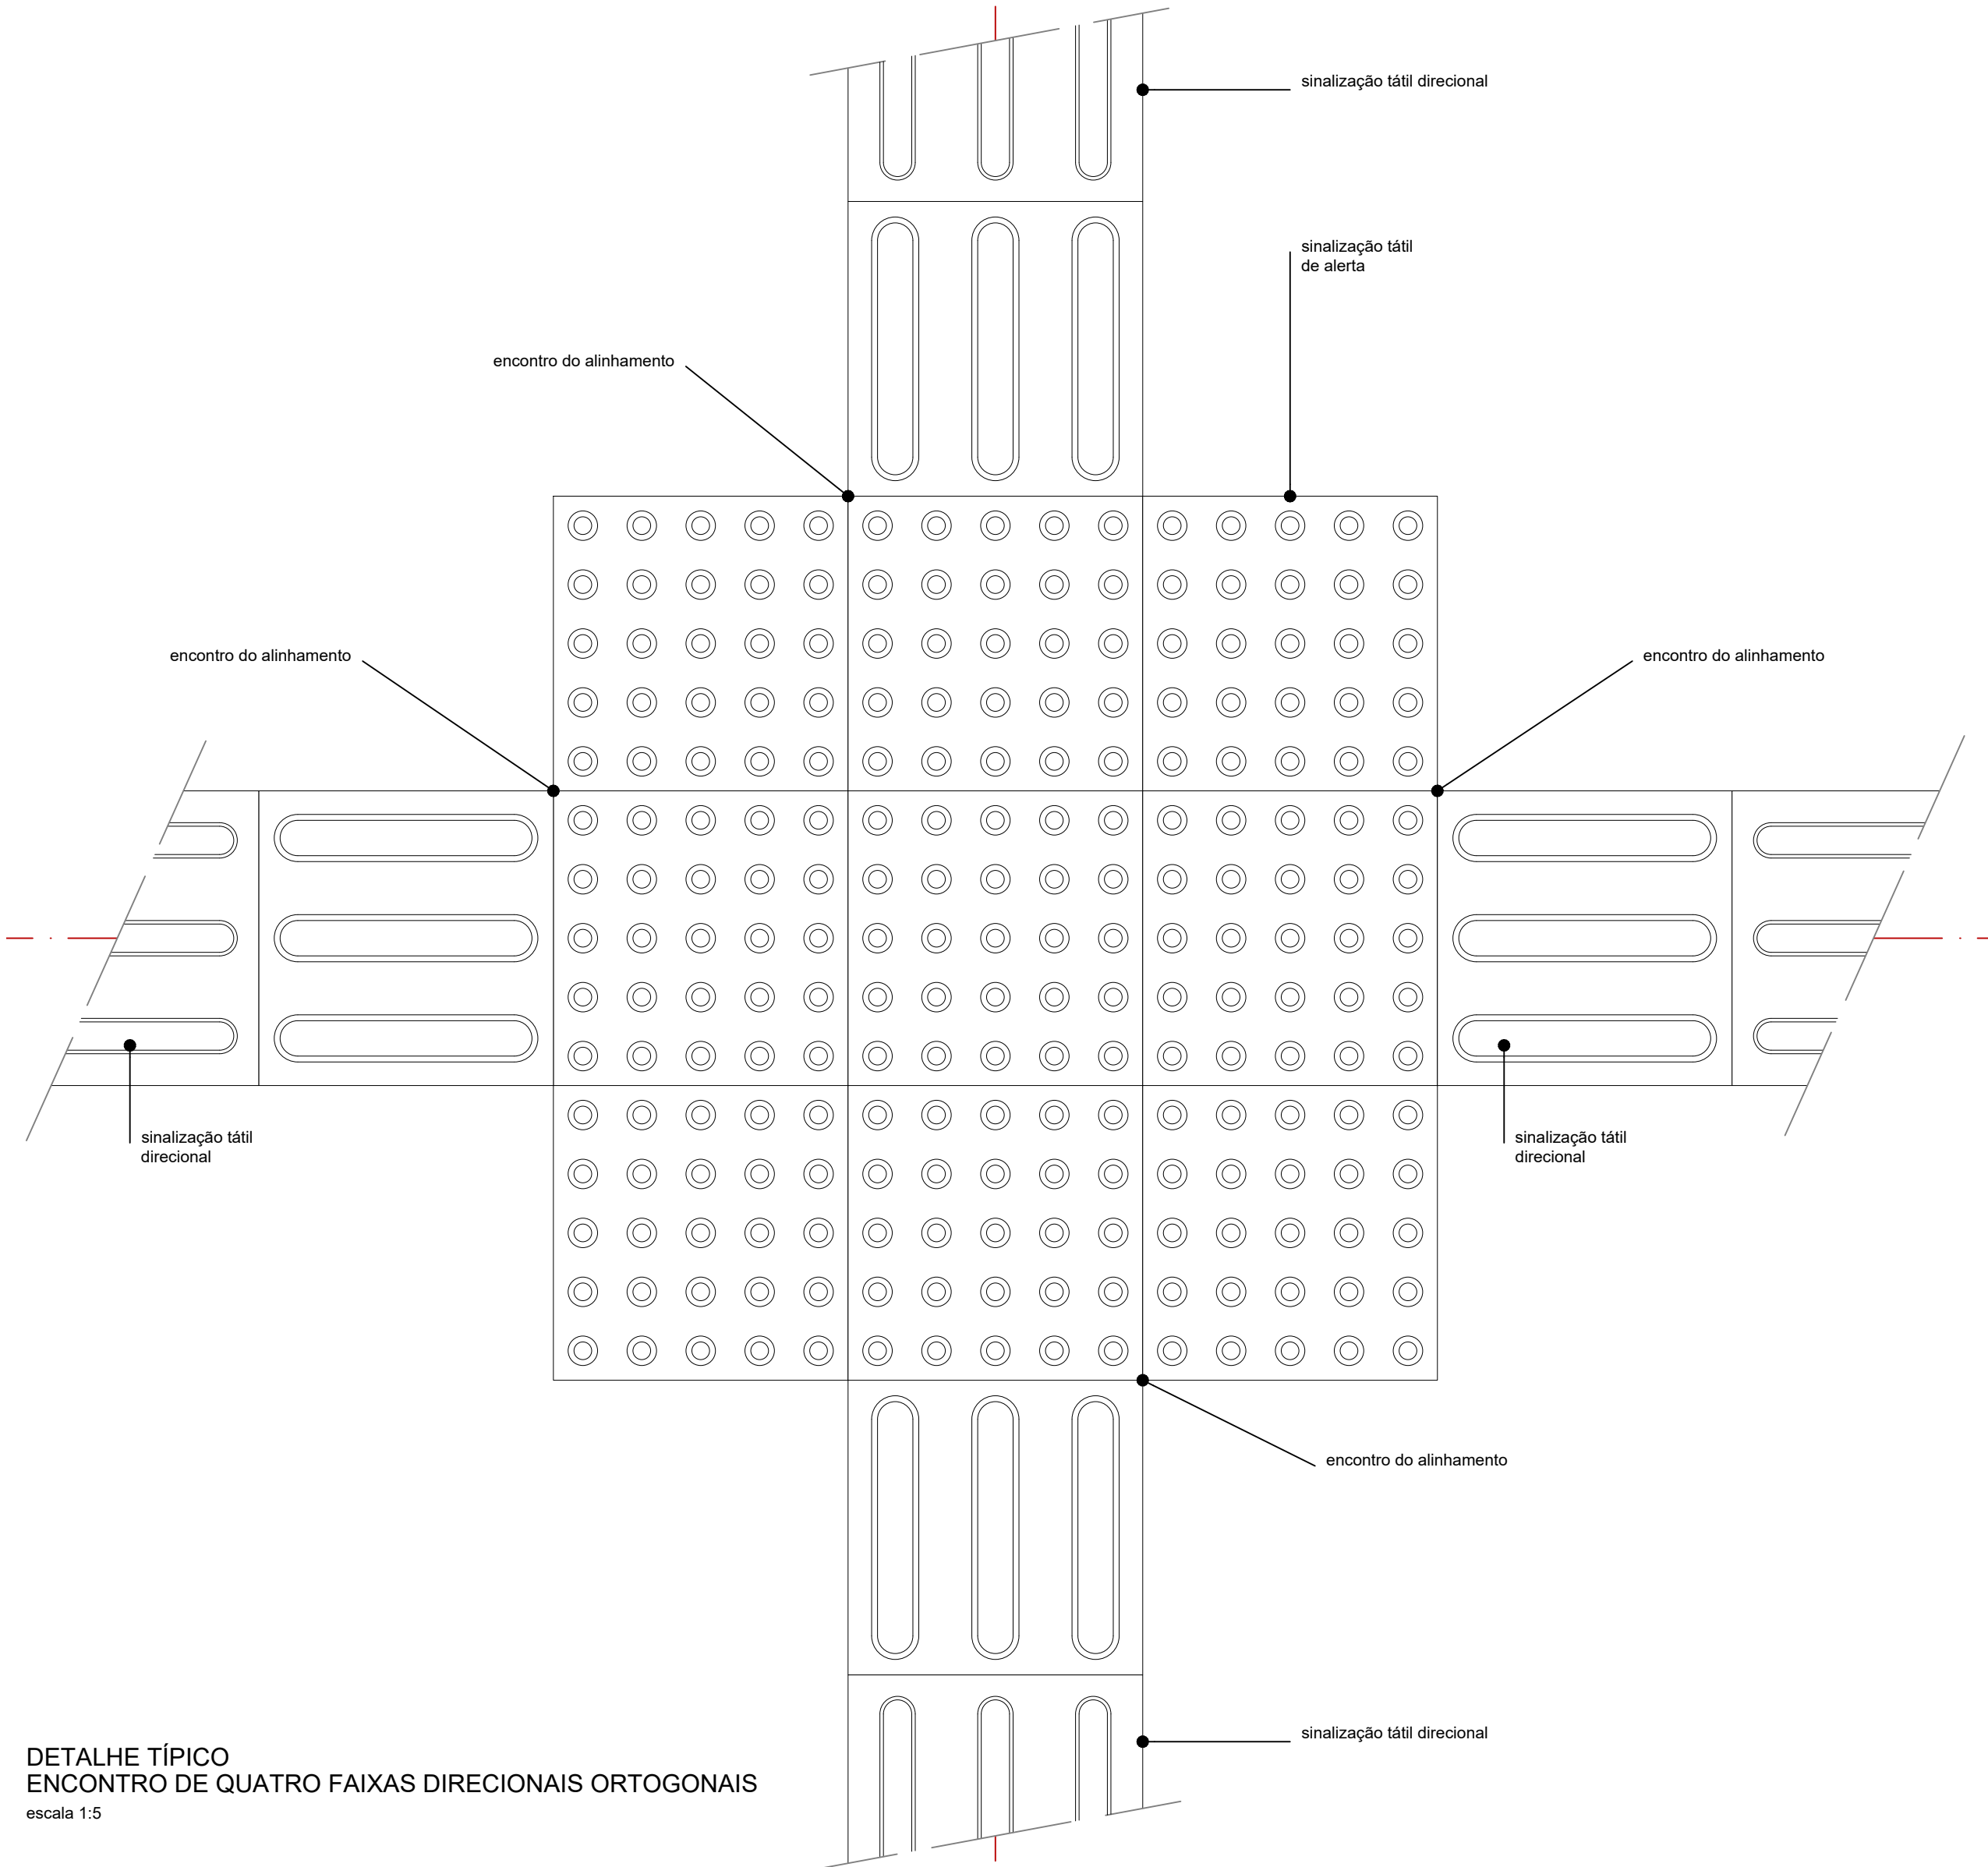 sinalização tátil direcional
sinalização tátil
de alerta
encontro do alinhamento
encontro do alinhamento
encontro do alinhamento
sinalização tátil
direcional
sinalização tátil
direcional
encontro do alinhamento
sinalização tátil direcional
DETALHE TÍPICO
ENCONTRO DE QUATRO FAIXAS DIRECIONAIS ORTOGONAIS
escala 1:5